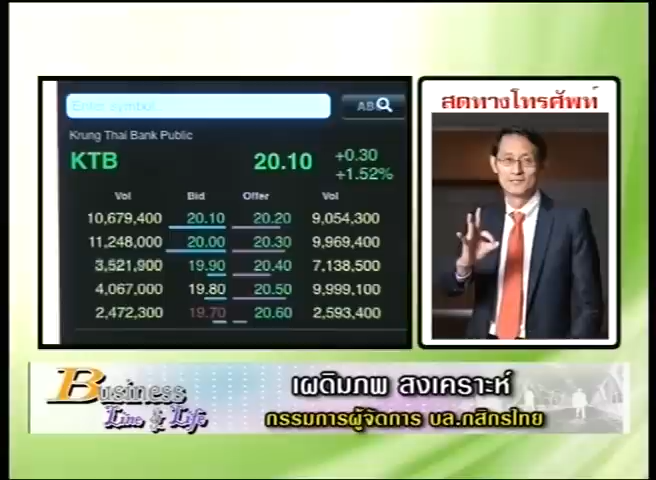 Enter symbol...
AB
Krung Thai Bank Public
KTB 20.10 +0.30
+1.52%
Vol Bid Offer Vol
10,679,400 20.10 20.20 9,054,300
11,248,000 20.00 20.30 9,969,400
3,521,900 19.90 20.40 7,138,500
4,067,000 19.80 20.50 9,999,100
2,472,300 19.70 20.60 2,593,400
สดทางโทรศัพท์
Business
Line & Life
เผดิมภพ สงเคราะห์
กรรมการผู้จัดการ บล.กสิกรไทย